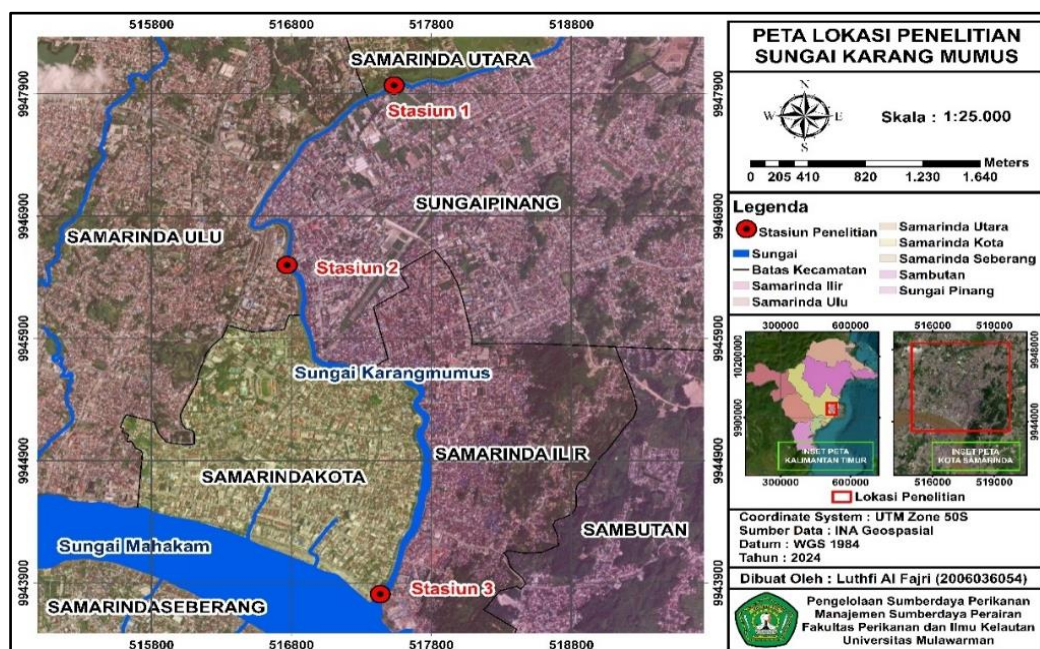 515800 516800 517800 518800
9947900
9946900
9945900
9944900
9943900
SAMARINDA UTARA
Stasiun 1
SUNGAIPINANG
SAMARINDA ULU
Stasiun 2
Sungai Karangmumus
SAMARINDA ILIR
SAMARINDAKOTA
SAMBUTAN
Sungai Mahakam
Stasiun 3
SAMARINDASEBERANG
9947900
9946900
9945900
9944900
9943900
515800 516800 517800 518800
PETA LOKASI PENELITIAN
SUNGAI KARANG MUMUS
N
W E
S
Skala : 1:25.000
Meters
0 205 410 820 1.230 1.640
Legenda
Stasiun Penelitian
Sungai
Batas Kecamatan
Samarinda Ilir
Samarinda Ulu
Samarinda Utara
Samarinda Kota
Samarinda Seberang
Sambutan
Sungai Pinang
300000 600000
10200000
9900000
INSET PETA
KALIMANTAN TIMUR
300000 600000
516000 519000
9948000
9944000
INSET PETA
KOTA SAMARINDA
516000 519000
Lokasi Penelitian
Coordinate System : UTM Zone 50S
Sumber Data : INA Geospasial
Datum : WGS 1984
Tahun : 2024
Dibuat Oleh : Luthfi Al Fajri (2006036054)
Pengelolaan Sumberdaya Perikanan
Manajemen Sumberdaya Perairan
Fakultas Perikanan dan Ilmu Kelautan
Universitas Mulawarman